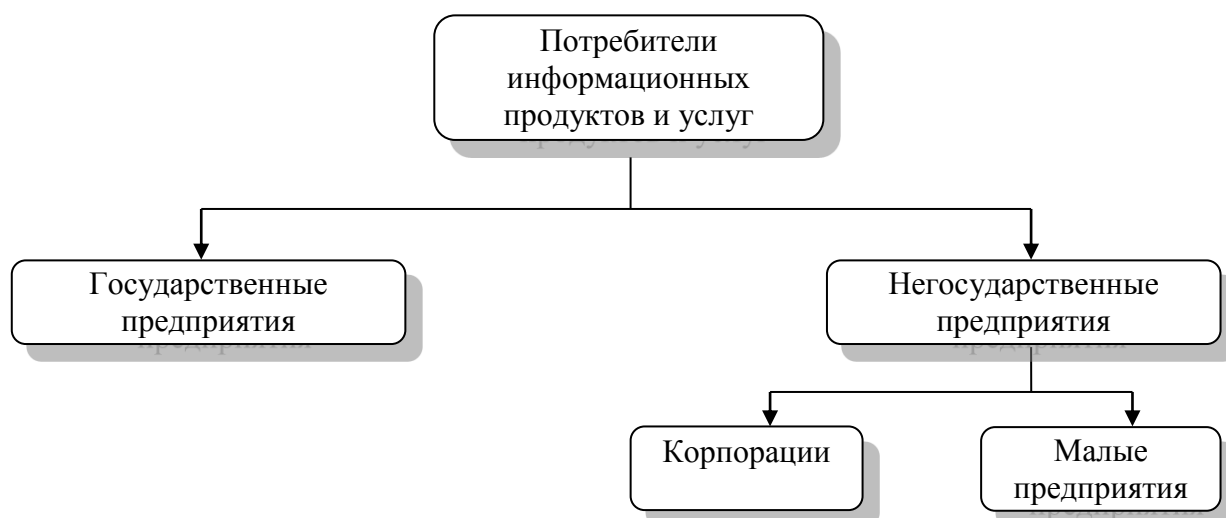 Потребители
информационных
продуктов и услуг
Государственные
предприятия
Негосударственные
предприятия
Корпорации
Малые
предприятия